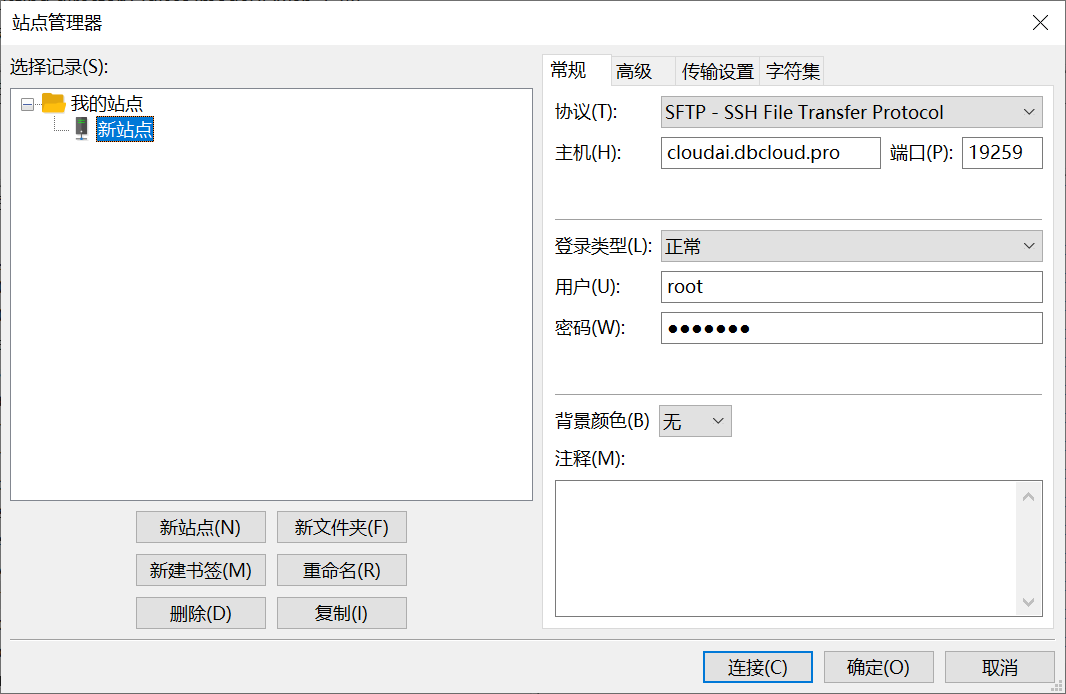 站点管理器
选择记录(S):
我的站点
新站点
新站点(N) 新文件夹(F)
新建书签(M) 重命名(R)
删除(D) 复制(I)
常规 高级 传输设置 字符集
协议(T): SFTP - SSH File Transfer Protocol
主机(H): cloudai.dbcloud.pro 端口(P): 19259
登录类型(L): 正常
用户(U): root
密码(W): ●●●●●●●
背景颜色(B) 无
注释(M):
连接(C) 确定(O) 取消